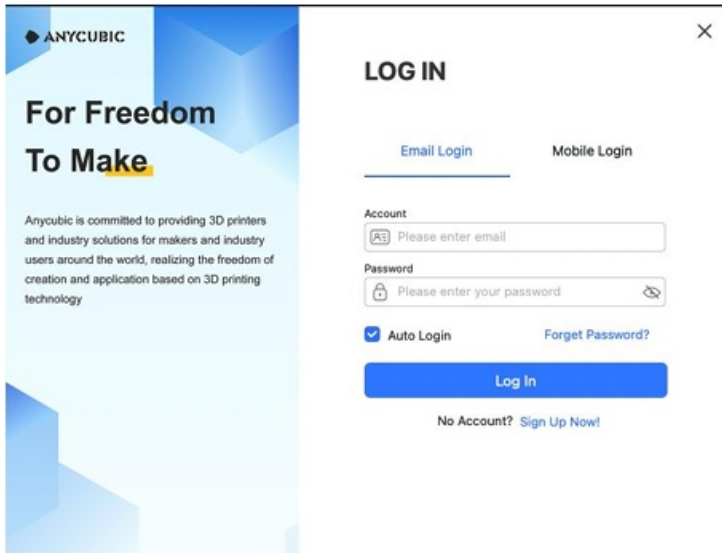 ANYCUBIC
For Freedom
To Make
Anycubic is committed to providing 3D printers
and industry solutions for makers and industry
users around the world, realizing the freedom of
creation and application based on 3D printing
technology
LOG IN
Email Login
Mobile Login
Account
Please enter email
Password
Please enter your password
Auto Login
Forget Password?
Log In
No Account? Sign Up Now!